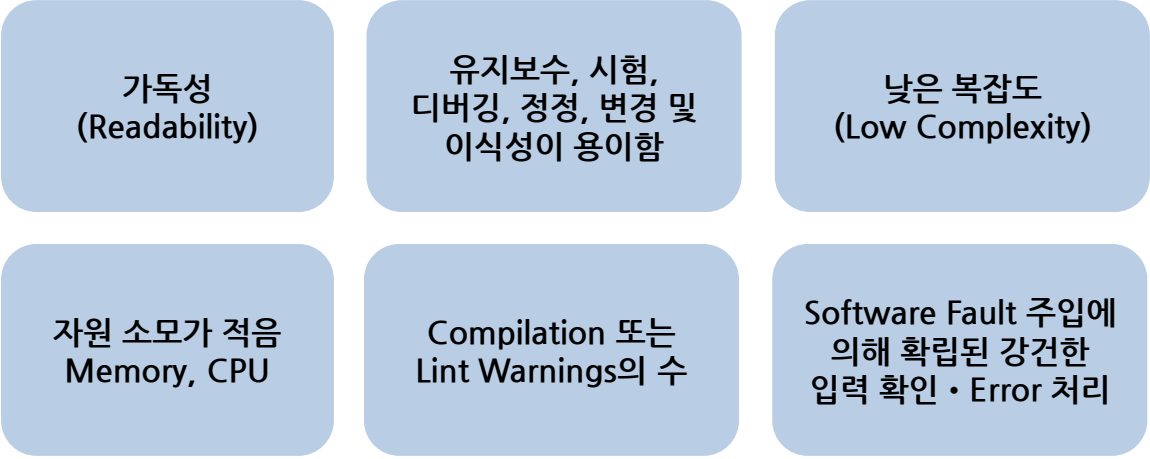 가독성
(Readability)
유지보수, 시험,
디버깅, 정정, 변경 및
이식성이 용이함
낮은 복잡도
(Low Complexity)
자원 소모가 적음
Memory, CPU
Compilation 또는
Lint Warnings의 수
Software Fault 주입에
의해 확립된 강건한
입력 확인・Error 처리